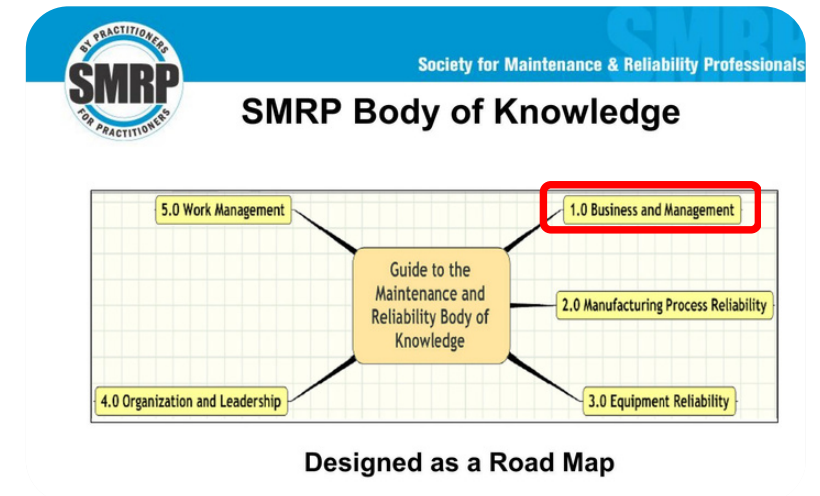 BY PRACTITIONERS
SMRP
FOR PRACTITIONERS
SMRP
Society for Maintenance & Reliability Professionals
SMRP Body of Knowledge
5.0 Work Management
1.0 Business and Management
Guide to the
Maintenance and
Reliability Body of
Knowledge
2.0 Manufacturing Process Reliability
4.0 Organization and Leadership
3.0 Equipment Reliability
Designed as a Road Map